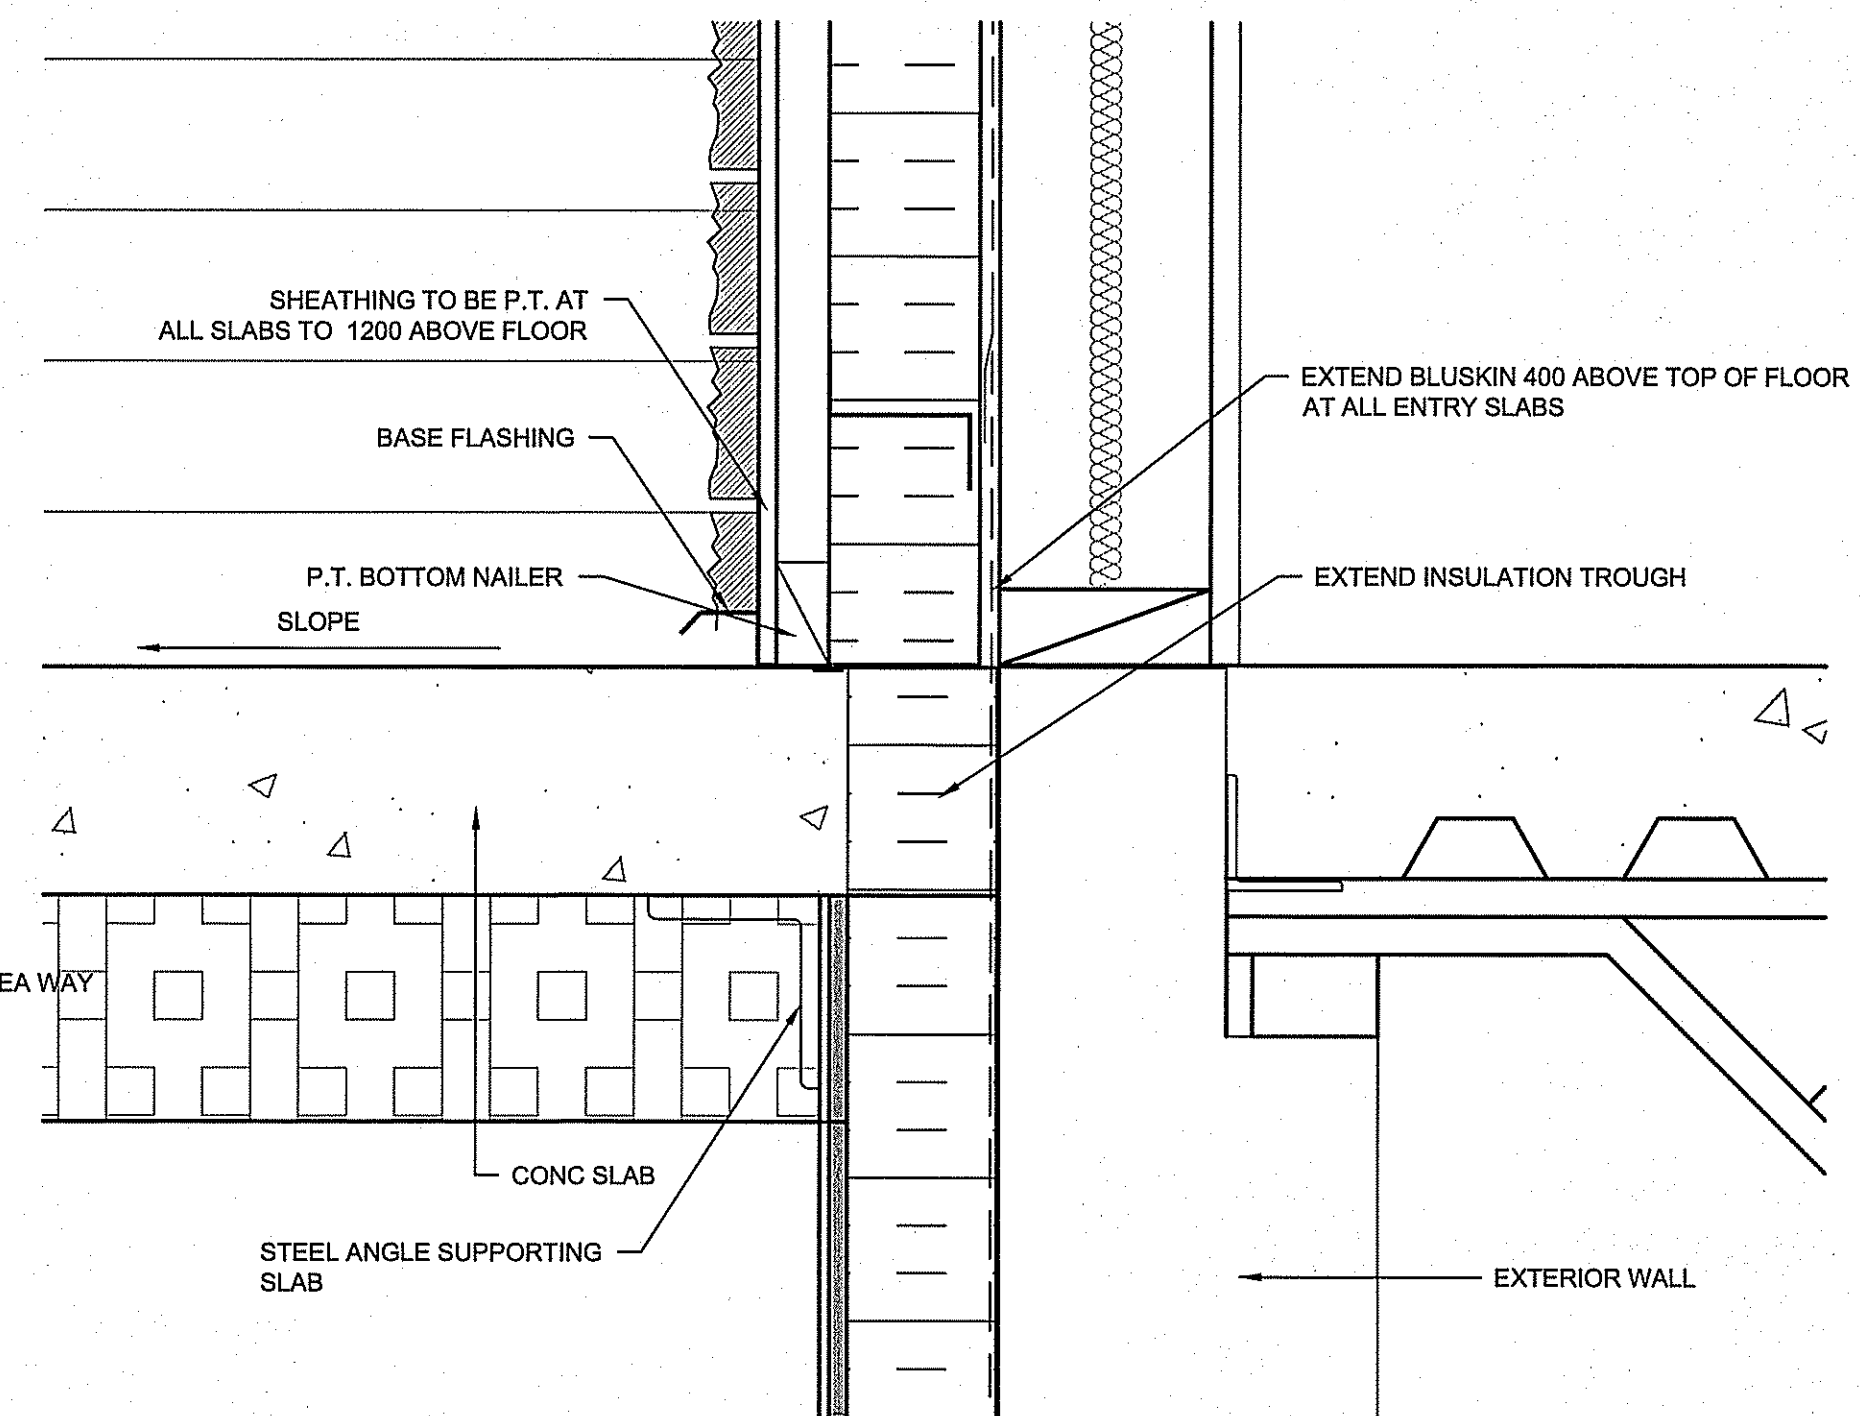 SHEATHING TO BE P.T. AT
ALL SLABS TO 1200 ABOVE FLOOR
EXTEND BLUSKIN 400 ABOVE TOP OF FLOOR
AT ALL ENTRY SLABS
BASE FLASHING
P.T. BOTTOM NAILER
EXTEND INSULATION TROUGH
SLOPE
EA WAY
CONC SLAB
STEEL ANGLE SUPPORTING
SLAB
EXTERIOR WALL